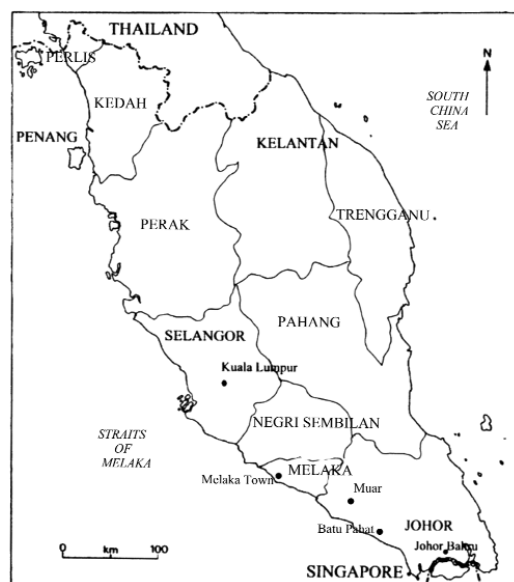 THAILAND
PERLIS
KEDAH
N
SOUTH
CHINA
SEA
PENANG
KELANTAN
TRENGGANU
PERAK
PAHANG
SELANGOR
Kuala Lumpur
NEGRI SEMBILAN
STRAITS
OF
MELAKA
MELAKA
Melaka Town
Muar
Batu Pahat
JOHOR
Johor Bahru
0 km 100
SINGAPORE